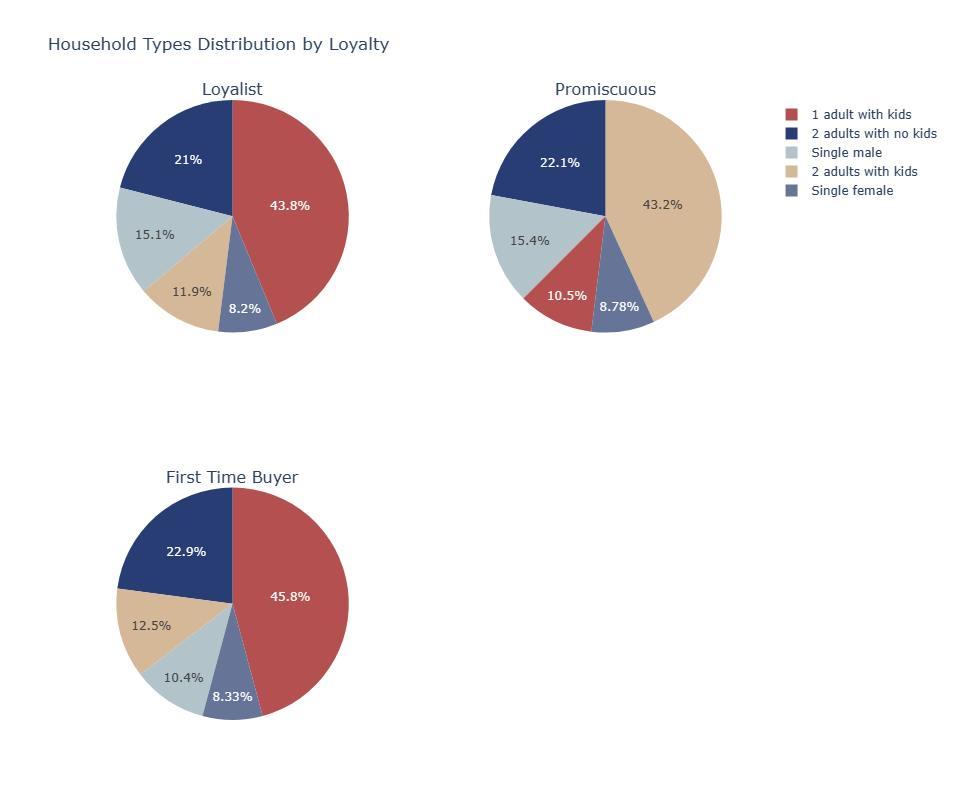 Household Types Distribution by Loyalty
Loyalist
21%
43.8%
15.1%
11.9%
8.2%
Promiscuous
22.1%
43.2%
15.4%
10.5%
8.78%
1 adult with kids
2 adults with no kids
Single male
2 adults with kids
Single female
First Time Buyer
22.9%
45.8%
12.5%
10.4%
8.33%